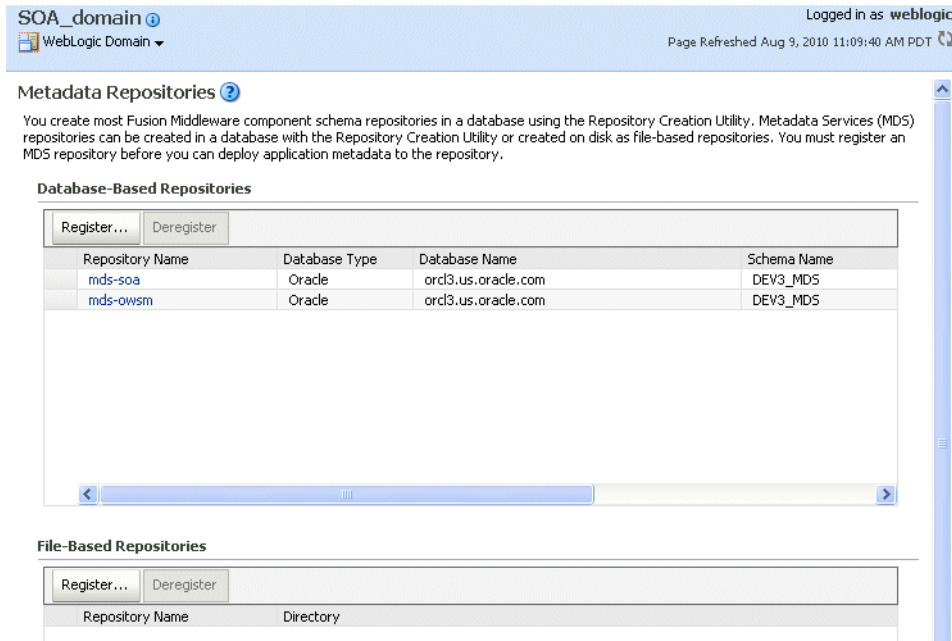 SOA_domain
Logged in as weblogic
WebLogic Domain
Page Refreshed Aug 9, 2010 11:09:40 AM PDT
Metadata Repositories
You create most Fusion Middleware component schema repositories in a database using the Repository Creation Utility. Metadata Services (MDS)
repositories can be created in a database with the Repository Creation Utility or created on disk as file-based repositories. You must register an
MDS repository before you can deploy application metadata to the repository.
Database-Based Repositories
Register... Deregister
Repository Name Database Type Database Name Schema Name
mds-soa Oracle orcl3.us.oracle.com DEV3_MDS
mds-owsm Oracle orcl3.us.oracle.com DEV3_MDS
File-Based Repositories
Register... Deregister
Repository Name Directory